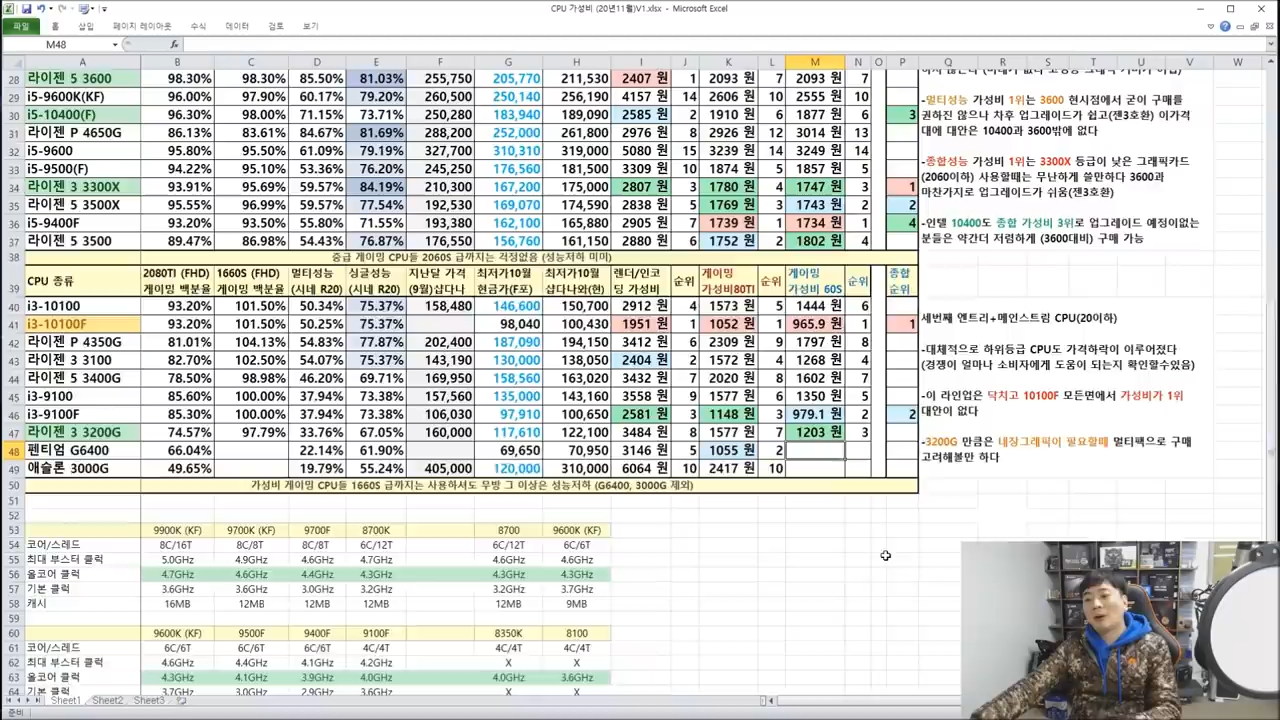 CPU 가성비 (20년11월)V1.xlsx - Microsoft Excel
파일 홈 삽입 페이지 레이아웃 수식 데이터 검토 보기
M48 fx
A B C D E F G H I J K L M N O P Q R S T U V W
28 라이젠 5 3600 98.30% 98.30% 85.50% 81.03% 255,750 205,770 211,530 2407 원 1 2093 원 7 2093 원 7
29 i5-9600K(KF) 96.00% 97.90% 60.17% 79.20% 260,500 250,140 256,190 4157 원 14 2606 원 10 2555 원 10
30 i5-10400(F) 96.30% 98.00% 71.15% 73.71% 250,280 183,940 189,090 2585 원 2 1910 원 6 1877 원 6 3
31 라이젠 P 4650G 86.13% 83.61% 84.67% 81.69% 288,200 252,000 261,800 2976 원 8 2926 원 12 3014 원 13
32 i5-9600 95.80% 95.50% 61.09% 79.19% 327,700 310,310 319,000 5080 원 15 3239 원 14 3249 원 14
33 i5-9500(F) 94.22% 95.40% 53.09% 76.20% 245,250 176,560 181,500 3309 원 10 1874 원 5 1857 원 5
34 라이젠 3 3300X 93.91% 95.69% 59.57% 84.19% 210,300 167,200 175,000 2807 원 3 1780 원 4 1747 원 3 1
35 라이젠 5 3500X 95.55% 96.99% 57.97% 77.54% 192,530 170,170 174,590 2838 원 5 1769 원 3 1743 원 2 2
36 i5-9400F 93.20% 93.50% 55.80% 71.55% 193,380 162,100 165,880 2905 원 7 1739 원 1 1734 원 1 4
37 라이젠 5 3500 89.47% 86.98% 54.43% 76.87% 176,550 156,760 161,150 2880 원 6 1752 원 2 1802 원 4
38 중급 게이밍 CPU들 2060S 급까지는 걱정없음 (성능저하 미미)
39 CPU 종류 2080TI (FHD) 게이밍 백분율 1660S (FHD) 게이밍 백분율 멀티성능 (시네 R20) 싱글성능 (시네 R20) 지난달 가격 (9월)샵다나 최저가10월 현금가(F포) 최저가10월 샵다나와(현) 렌더/인코딩 가성비 순위 게이밍 가성비80TI 순위 게이밍 가성비 60S 순위 종합 순위
40 i3-10100 93.20% 101.50% 50.34% 75.37% 158,480 146,600 150,700 2912 원 4 1573 원 5 1444 원 6
41 i3-10100F 93.20% 101.50% 50.25% 75.37% 98,040 100,430 1951 원 1 1052 원 1 965.9 원 1 1
42 라이젠 P 4350G 81.01% 104.13% 54.83% 77.87% 202,400 187,090 194,150 3412 원 6 2309 원 9 1797 원 8
43 라이젠 3 3100 82.70% 102.50% 54.07% 75.37% 143,190 130,000 138,050 2404 원 2 1572 원 4 1268 원 4
44 라이젠 5 3400G 78.50% 98.98% 46.20% 69.71% 169,950 158,560 163,020 3432 원 7 2020 원 8 1602 원 7
45 i3-9100 85.60% 100.00% 37.94% 73.38% 157,560 135,000 143,160 3558 원 9 1577 원 6 1350 원 5
46 i3-9100F 85.30% 100.00% 37.94% 73.38% 106,030 97,910 100,650 2581 원 3 1148 원 3 979.1 원 2 2
47 라이젠 3 3200G 74.57% 97.79% 33.76% 67.05% 160,000 117,610 122,100 3484 원 8 1577 원 7 1203 원 3
48 펜티엄 G6400 66.04% 22.14% 61.90% 69,650 70,950 3146 원 5 1055 원 2
49 애슬론 3000G 49.65% 19.79% 55.24% 405,000 120,000 310,000 6064 원 10 2417 원 10
50 가성비 게이밍 CPU들 1660S 급까지는 사용하셔도 무방 그 이상은 성능저하 (G6400, 3000G 제외)
51
52
53 9900K (KF) 9700K (KF) 9700F 8700K 8700 9600K (KF)
54 코어/스레드 8C/16T 8C/8T 8C/8T 6C/12T 6C/12T 6C/6T
55 최대 부스터 클럭 5.0GHz 4.9GHz 4.6GHz 4.7GHz 4.6GHz 4.6GHz
56 올코어 클럭 4.7GHz 4.6GHz 4.4GHz 4.3GHz 4.3GHz 4.3GHz
57 기본 클럭 3.6GHz 3.6GHz 3.0GHz 3.2GHz 3.2GHz 3.7GHz
58 캐시 16MB 12MB 12MB 12MB 12MB 9MB
59
60 9600K (KF) 9500F 9400F 9100F 8350K 8100
61 코어/스레드 6C/6T 6C/6T 6C/6T 4C/4T 4C/4T 4C/4T
62 최대 부스터 클럭 4.6GHz 4.4GHz 4.1GHz 4.2GHz X X
63 올코어 클럭 4.3GHz 4.1GHz 3.9GHz 4.0GHz 4.0GHz 3.6GHz
64 기본 클럭 3.7GHz 3.0GHz 2.9GHz 3.6GHz X X
-멀티성능 가성비 1위는 3600 현시점에서 굳이 구매를
권하진 않으나 차후 업그레이드가 쉽고(젠3호환) 이가격
대에 대안은 10400과 3600밖에 없다
-종합성능 가성비 1위는 3300X 등급이 낮은 그래픽카드
(2060이하) 사용할때는 무난하게 쓸만하다 3600과
마찬가지로 업그레이드가 쉬움(젠3호환)
-인텔 10400도 종합 가성비 3위로 업그레이드 예정이없는
분들은 약간더 저렴하게 (3600대비) 구매 가능
세번째 엔트리+메인스트림 CPU(20이하)
-대체적으로 하위등급 CPU도 가격하락이 이루어졌다
(경쟁이 얼마나 소비자에게 도움이 되는지 확인할수있음)
-이 라인업은 닥치고 10100F 모든면에서 가성비가 1위
대안이 없다
-3200G 만큼은 내장그래픽이 필요할때 멀티팩으로 구매
고려해볼만 하다
Sheet1 Sheet2 Sheet3
준비